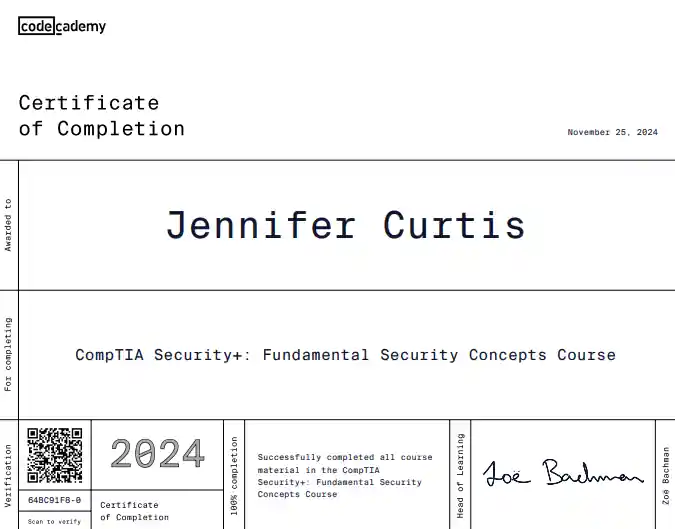 codecademy
Certificate
of Completion
November 25, 2024
Awarded to
Jennifer Curtis
For completing
CompTIA Security+: Fundamental Security Concepts Course
Verification
64BC91F6-0
Scan to verify
2024
Certificate
of Completion
100% completion
Successfully completed all course
material in the CompTIA
Security+: Fundamental Security
Concepts Course
Head of Learning
Zoë Bachman
Zoë Bachman